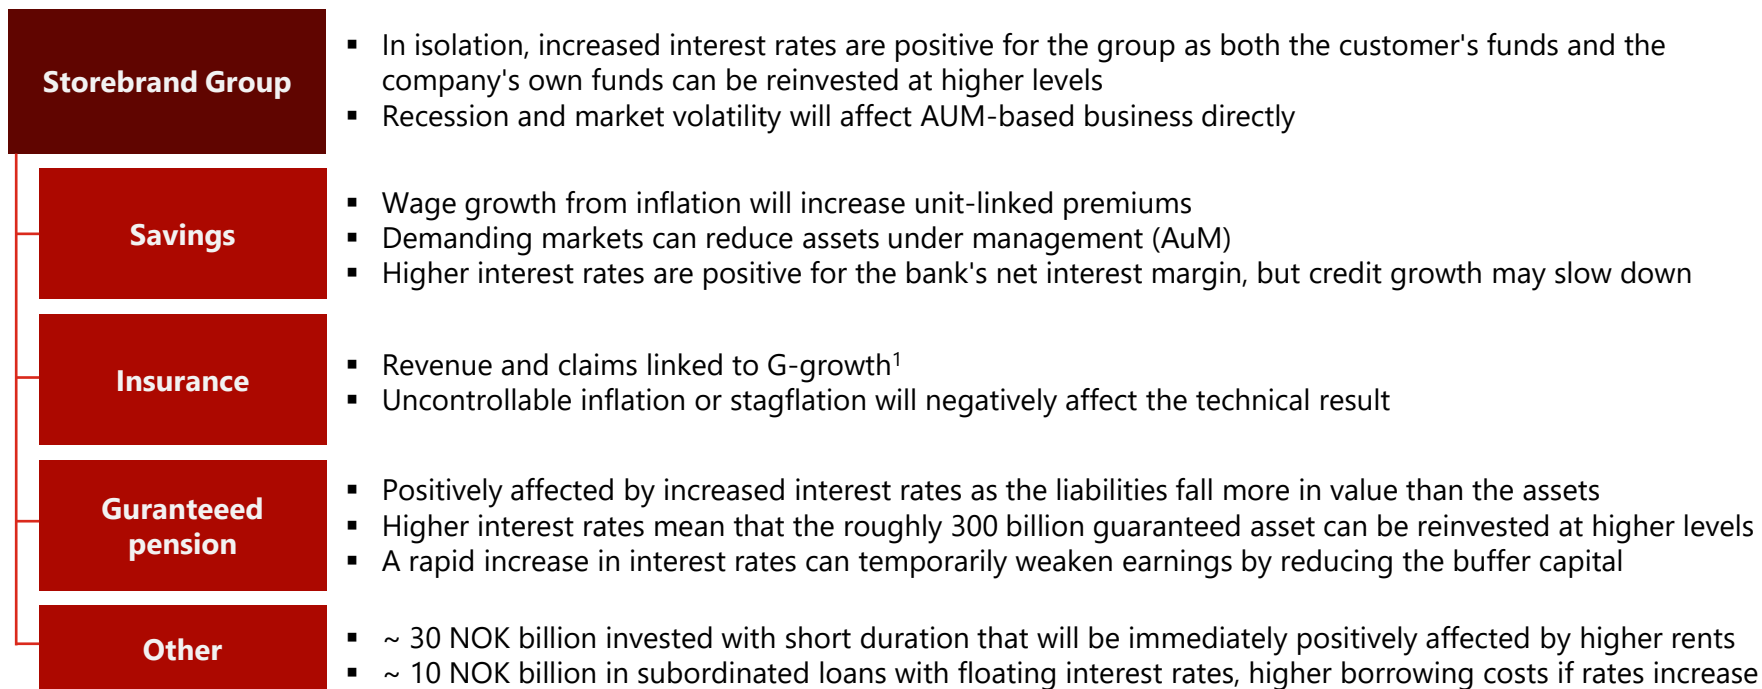 Storebrand Group
▪ In isolation, increased interest rates are positive for the group as both the customer's funds and the
company's own funds can be reinvested at higher levels
▪ Recession and market volatility will affect AUM-based business directly
Savings
▪ Wage growth from inflation will increase unit-linked premiums
▪ Demanding markets can reduce assets under management (AuM)
▪ Higher interest rates are positive for the bank's net interest margin, but credit growth may slow down
Insurance
▪ Revenue and claims linked to G-growth¹
▪ Uncontrollable inflation or stagflation will negatively affect the technical result
Guranteeed
pension
▪ Positively affected by increased interest rates as the liabilities fall more in value than the assets
▪ Higher interest rates mean that the roughly 300 billion guaranteed asset can be reinvested at higher levels
▪ A rapid increase in interest rates can temporarily weaken earnings by reducing the buffer capital
Other
▪ ~ 30 NOK billion invested with short duration that will be immediately positively affected by higher rents
▪ ~ 10 NOK billion in subordinated loans with floating interest rates, higher borrowing costs if rates increase